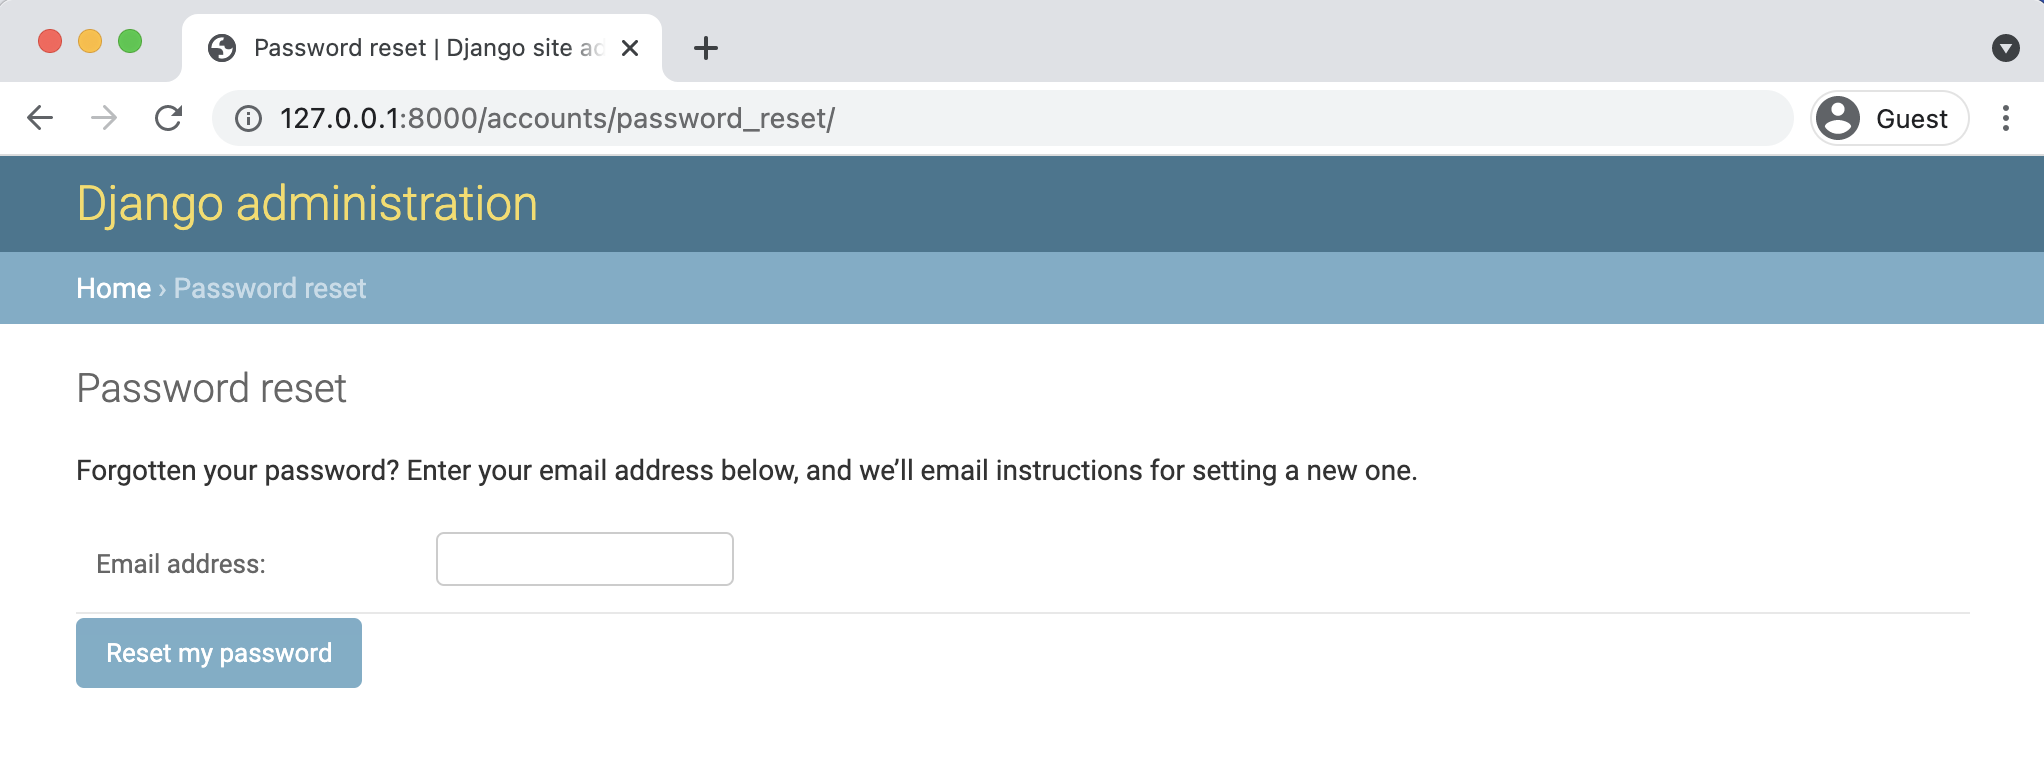 Password reset | Django site ad
127.0.0.1:8000/accounts/password_reset/
Guest
Django administration
Home › Password reset
Password reset
Forgotten your password? Enter your email address below, and we’ll email instructions for setting a new one.
Email address:
Reset my password